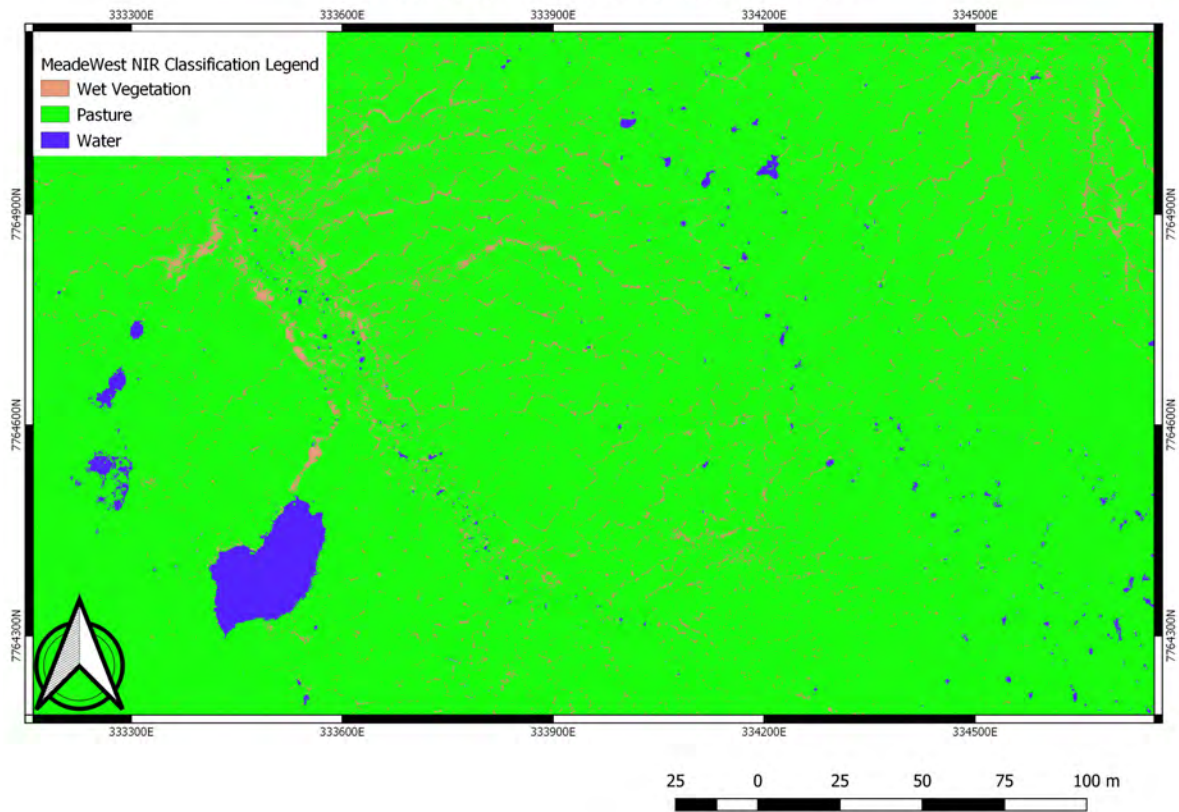 333300E 333600E 333900E 334200E 334500E
MeadeWest NIR Classification Legend
Wet Vegetation
Pasture
Water
7764900N 7764900N
7764600N 7764600N
7764300N 7764300N
333300E 333600E 333900E 334200E 334500E
25 0 25 50 75 100 m